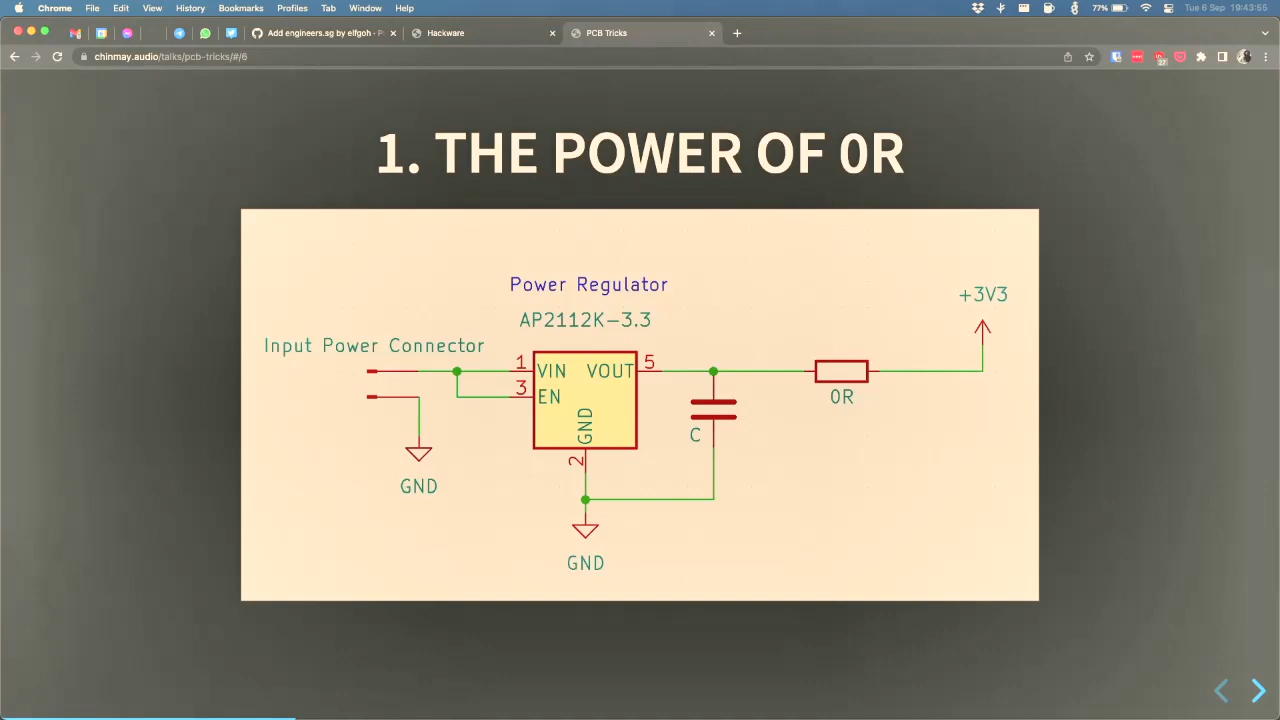 Chrome File Edit View History Bookmarks Profiles Tab Window Help 77% Tue 6 Sep 19:43:55
Add engineers.sg by elfgoh - P Hackware PCB Tricks
chinmay.audio/talks/pcb-tricks/#/6
27
1. THE POWER OF 0R
Power Regulator
AP2112K-3.3
+3V3
Input Power Connector
1 VIN VOUT 5
3 EN
0R
GND
C
2
GND
GND